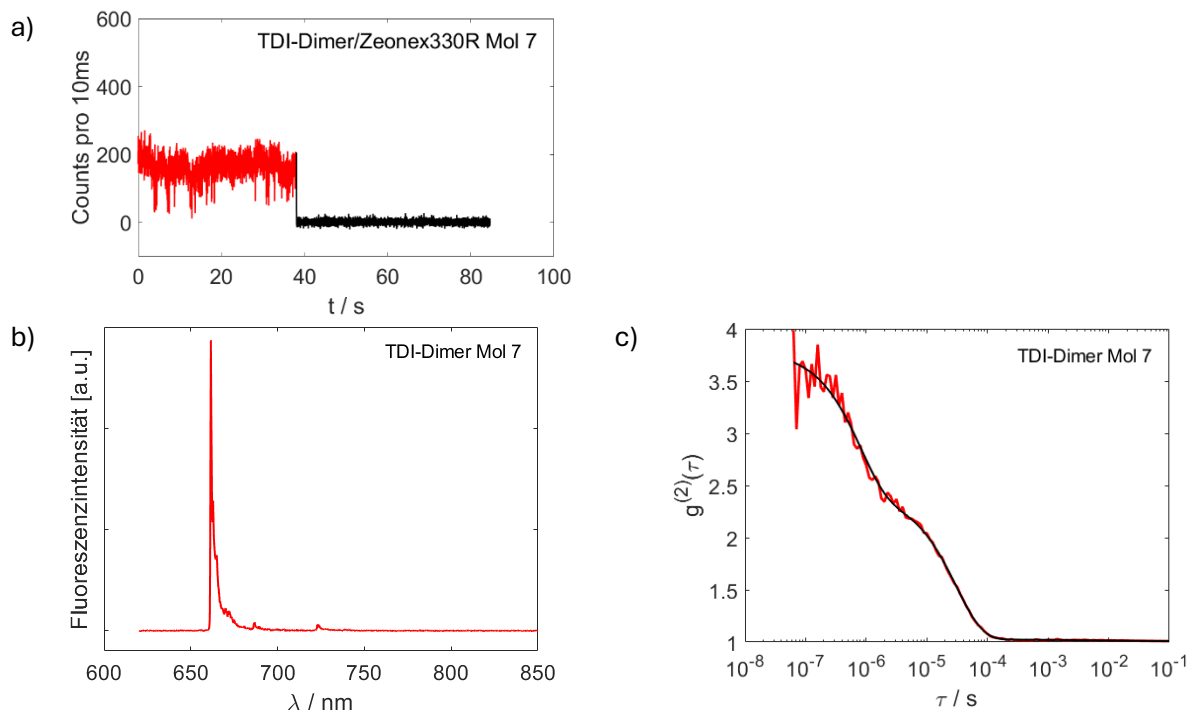 a)
TDI-Dimer/Zeonex330R Mol 7
Counts pro 10ms
600
400
200
0
0 20 40 60 80 100
t / s
b)
TDI-Dimer Mol 7
Fluoreszenzintensität [a.u.]
600 650 700 750 800 850
λ / nm
c)
TDI-Dimer Mol 7
g(2)(τ)
4
3.5
3
2.5
2
1.5
1
10-8 10-7 10-6 10-5 10-4 10-3 10-2 10-1
τ / s